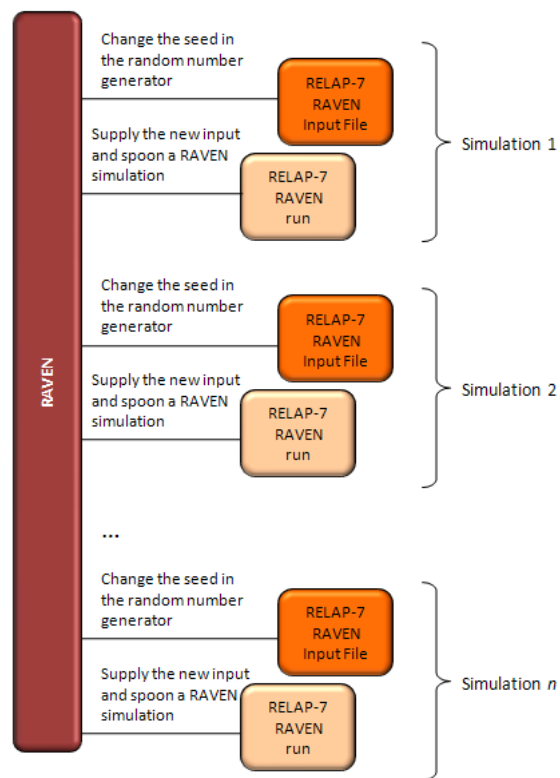 RAVEN
Change the seed in
the random number
generator
RELAP-7
RAVEN
Input File
Supply the new input
and spoon a RAVEN
simulation
RELAP-7
RAVEN
run
Simulation 1
Change the seed in
the random number
generator
RELAP-7
RAVEN
Input File
Supply the new input
and spoon a RAVEN
simulation
RELAP-7
RAVEN
run
Simulation 2
...
Change the seed in
the random number
generator
RELAP-7
RAVEN
Input File
Supply the new input
and spoon a RAVEN
simulation
RELAP-7
RAVEN
run
Simulation n